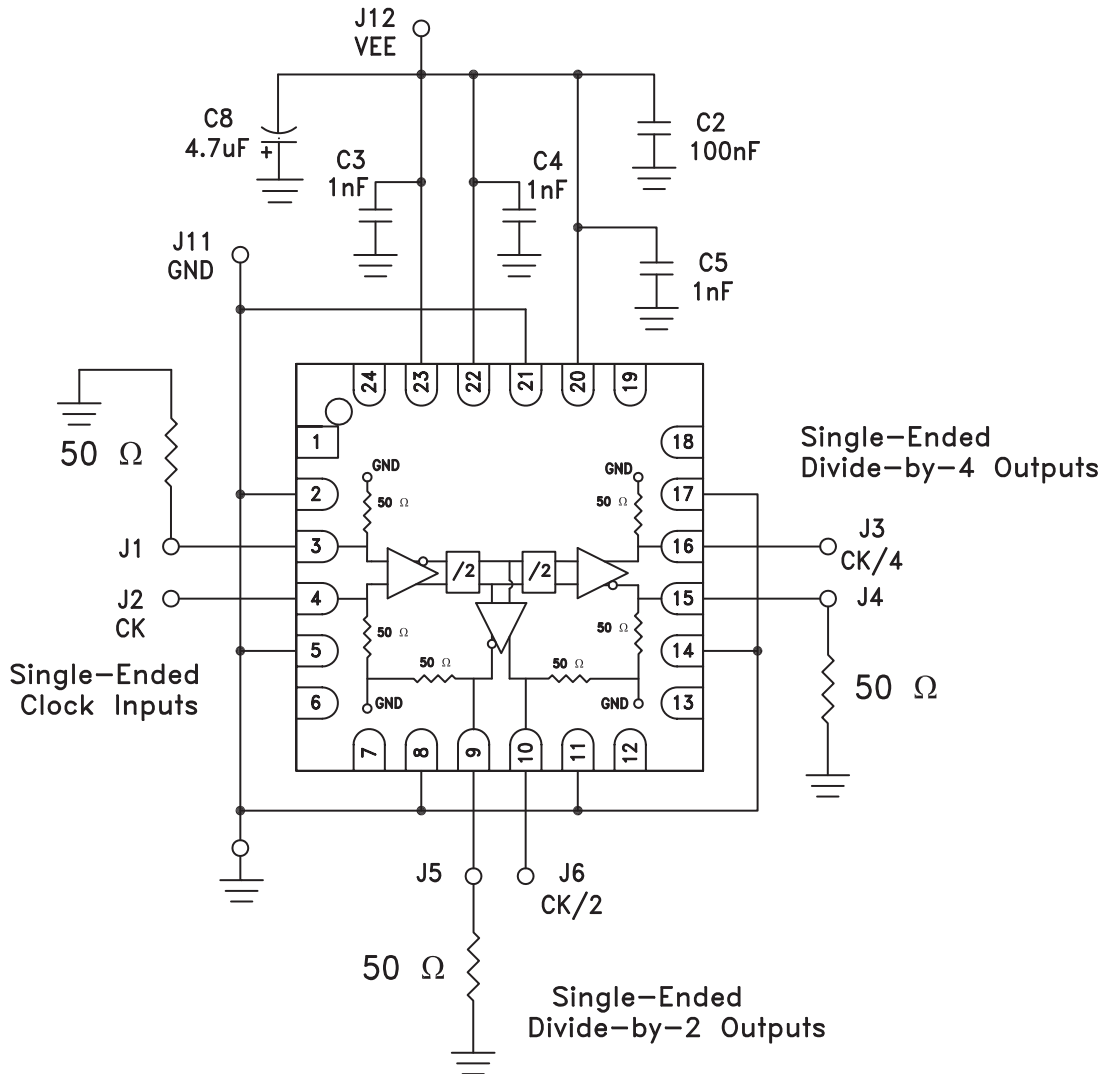 J12
VEE
C8
4.7uF +
C3
1nF
C4
1nF
C2
100nF
J11
GND
C5
1nF
24
23
22
21
20
19
50 Ω
1
2
3
4
5
6
18
17
16
15
14
13
GND
50 Ω
GND
50 Ω
/2
/2
50 Ω
50 Ω
50 Ω
50 Ω
GND
GND
7
8
9
10
11
12
Single-Ended
Divide-by-4 Outputs
J1
J2
CK
Single-Ended
Clock Inputs
J3
CK/4
J4
50 Ω
J5
J6
CK/2
50 Ω
Single-Ended
Divide-by-2 Outputs